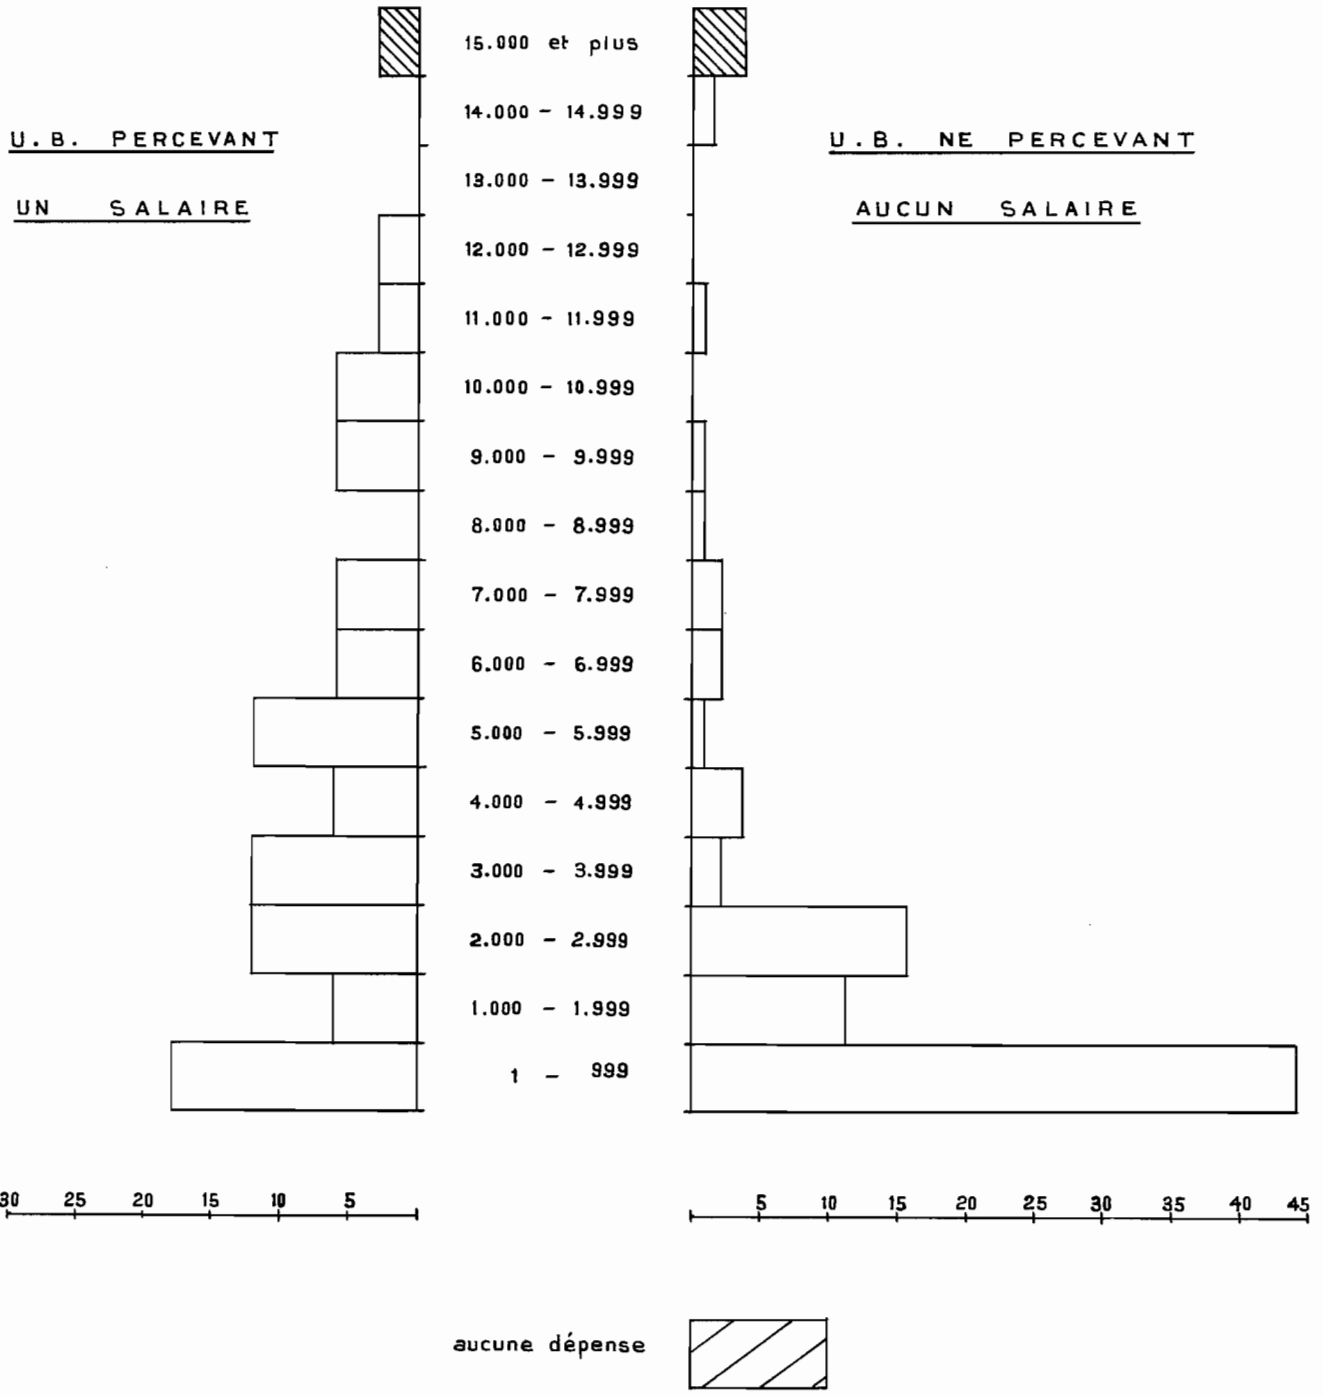 15.000 et plus
14.000 - 14.999
U.B. PERCEVANT
UN SALAIRE
U.B. NE PERCEVANT
AUCUN SALAIRE
13.000 - 13.999
12.000 - 12.999
11.000 - 11.999
10.000 - 10.999
9.000 - 9.999
8.000 - 8.999
7.000 - 7.999
6.000 - 6.999
5.000 - 5.999
4.000 - 4.999
3.000 - 3.999
2.000 - 2.999
1.000 - 1.999
1 - 999
30 25 20 15 10 5
5 10 15 20 25 30 35 40 45
aucune dépense